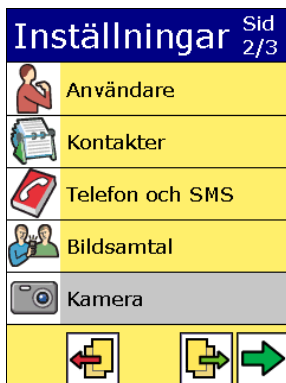 Inställningar Sid
2/3
Användare
Kontakter
Telefon och SMS
Bildsamtal
Kamera